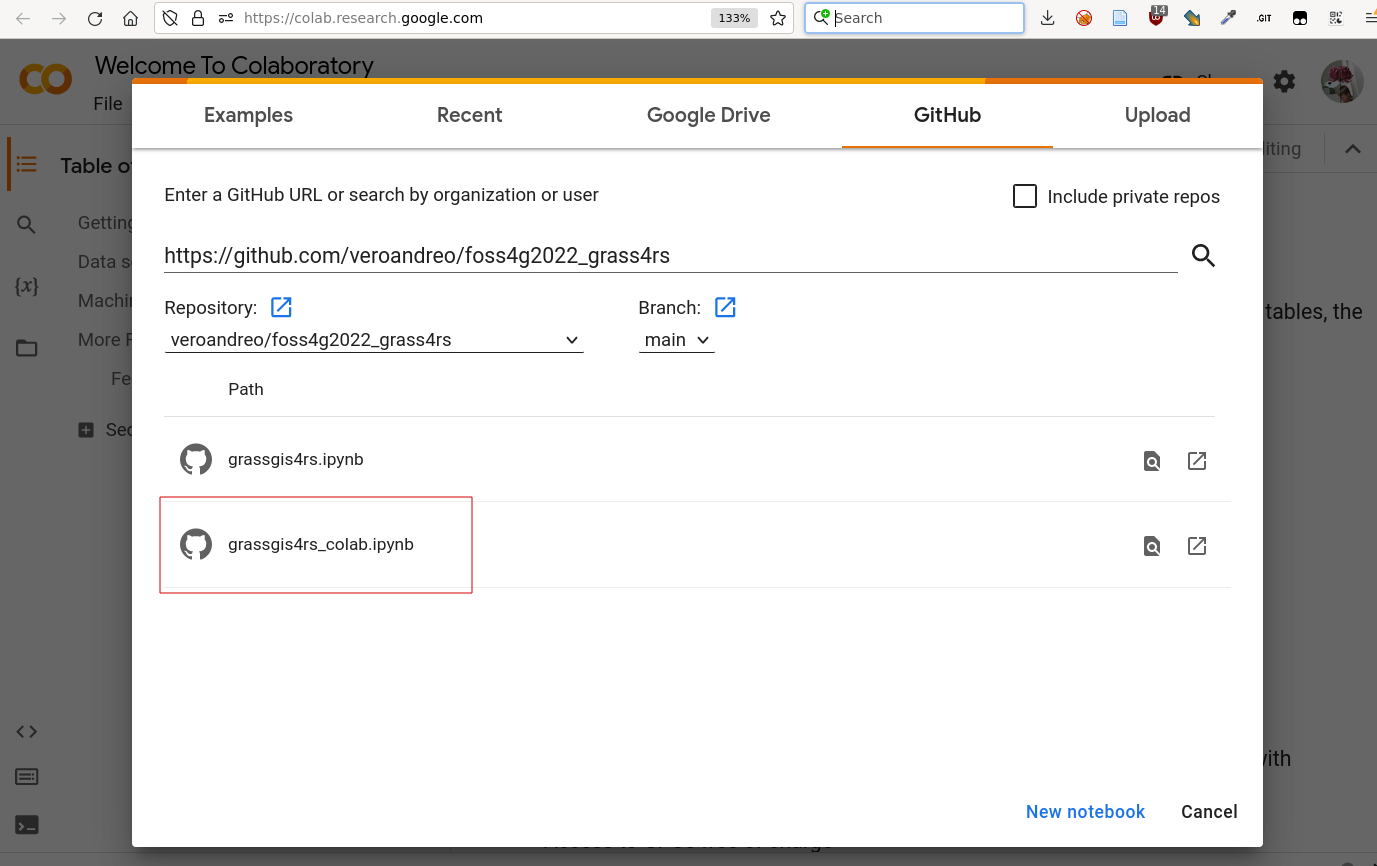 https://colab.research.google.com
133%
Search
14
.GIT
Welcome To Colaboratory
File
Examples
Recent
Google Drive
GitHub
Upload
Table of
Enter a GitHub URL or search by organization or user
Include private repos
https://github.com/veroandreo/foss4g2022_grass4rs
Repository:
Branch:
veroandreo/foss4g2022_grass4rs
main
tables, the
Path
grassgis4rs.ipynb
grassgis4rs_colab.ipynb
{x}
Getting
Data s
Machi
More
Fe
Sec
New notebook
Cancel